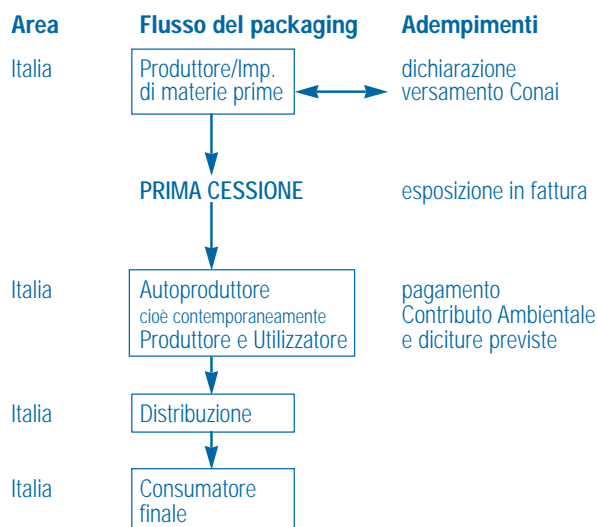 Area Flusso del packaging Adempimenti
Italia Produttore/Imp. dichiarazione
di materie prime versamento Conai
PRIMA CESSIONE esposizione in fattura
Italia Autoproduttore pagamento
cioè contemporaneamente Contributo Ambientale
Produttore e Utilizzatore e diciture previste
Italia Distribuzione
Italia Consumatore
finale